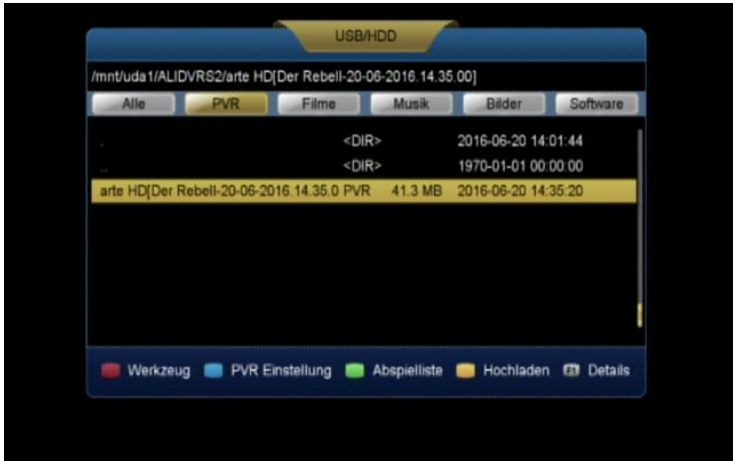 USB/HDD
/mnt/uda1/ALIDVRS2/arte HD[Der Rebell-20-06-2016.14.35.00]
Alle PVR Filme Musik Bilder Software
. <DIR> 2016-06-20 14:01:44
.. <DIR> 1970-01-01 00:00:00
arte HD[Der Rebell-20-06-2016.14.35.0 PVR 41.3 MB 2016-06-20 14:35:20
Werkzeug PVR Einstellung Abspielliste Hochladen F1 Details